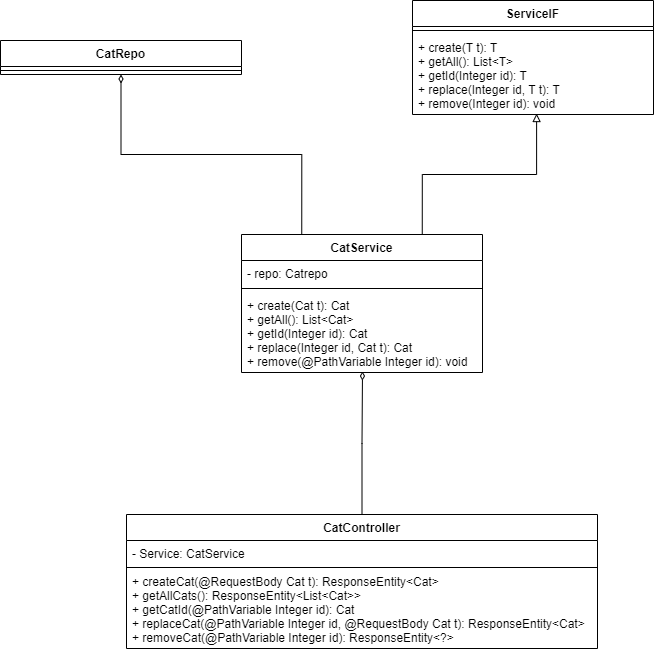 ServiceIF
+ create(T t): T
+ getAll(): List<T>
+ getId(Integer id): T
+ replace(Integer id, T t): T
+ remove(Integer id): void
CatRepo
CatService
- repo: Catrepo
+ create(Cat t): Cat
+ getAll(): List<Cat>
+ getId(Integer id): Cat
+ replace(Integer id, Cat t): Cat
+ remove(@PathVariable Integer id): void
CatController
- Service: CatService
+ createCat(@RequestBody Cat t): ResponseEntity<Cat>
+ getAllCats(): ResponseEntity<List<Cat>>
+ getCatId(@PathVariable Integer id): Cat
+ replaceCat(@PathVariable Integer id, @RequestBody Cat t): ResponseEntity<Cat>
+ removeCat(@PathVariable Integer id): ResponseEntity<?>